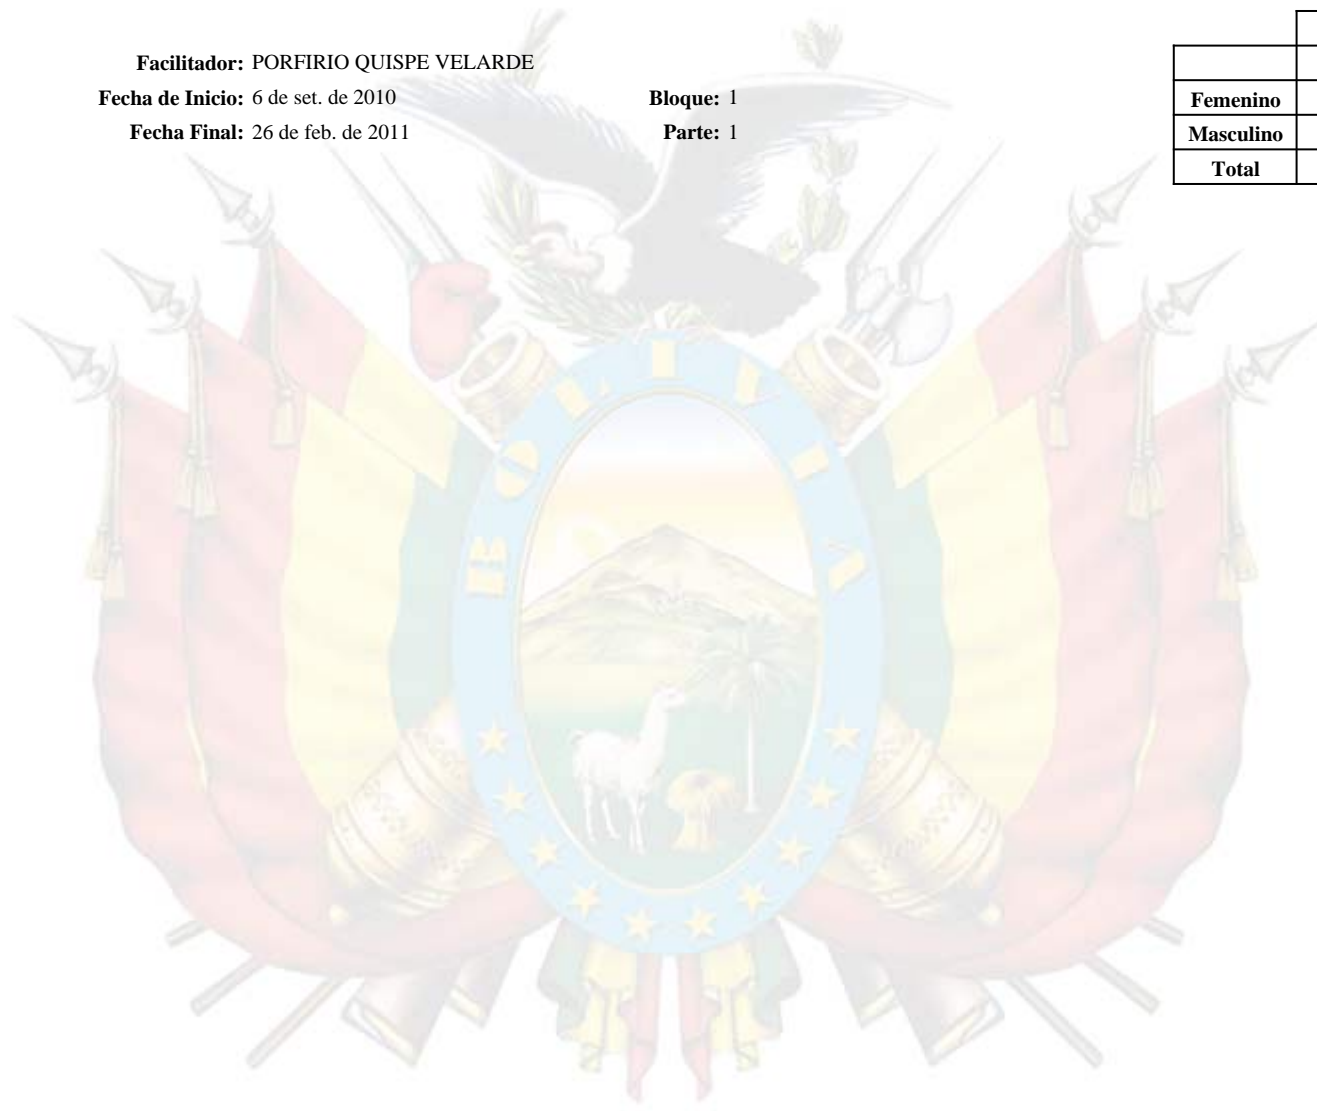 Facilitador: PORFIRIO QUISPE VELARDE
Fecha de Inicio: 6 de set. de 2010 Bloque: 1
Fecha Final: 26 de feb. de 2011 Parte: 1
Femenino
Masculino
Total
BOLIVIA